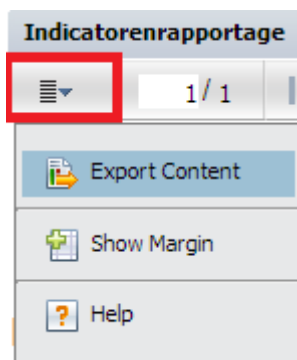 Indicatorenrapportage
1 / 1
Export Content
Show Margin
Help